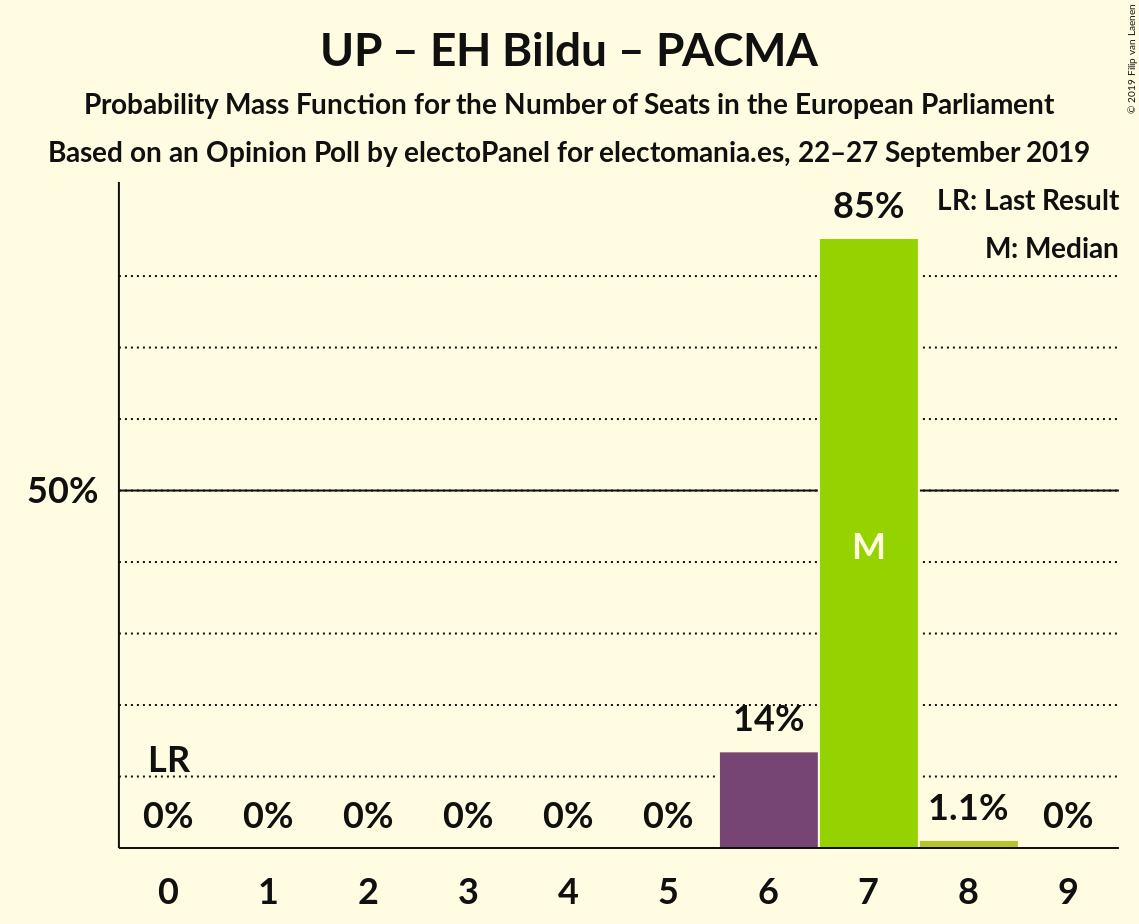 UP – EH Bildu – PACMA
Probability Mass Function for the Number of Seats in the European Parliament
Based on an Opinion Poll by electoPanel for electomania.es, 22–27 September 2019
© 2019 Filip van Laenen
LR: Last Result
M: Median
85%
50%
M
14%
LR
0% 0% 0% 0% 0% 0% 1.1% 0%
0 1 2 3 4 5 6 7 8 9